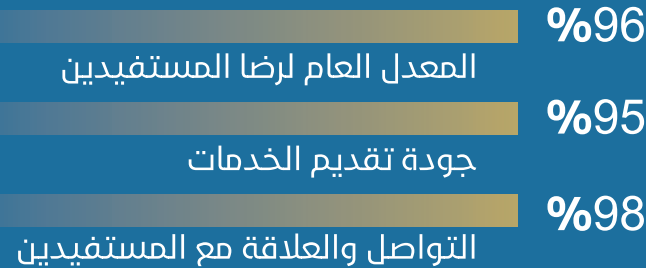 %96
المعدل العام لرضا المستفيدين
%95
جودة تقديم الخدمات
%98
التواصل والعلاقة مع المستفيدين